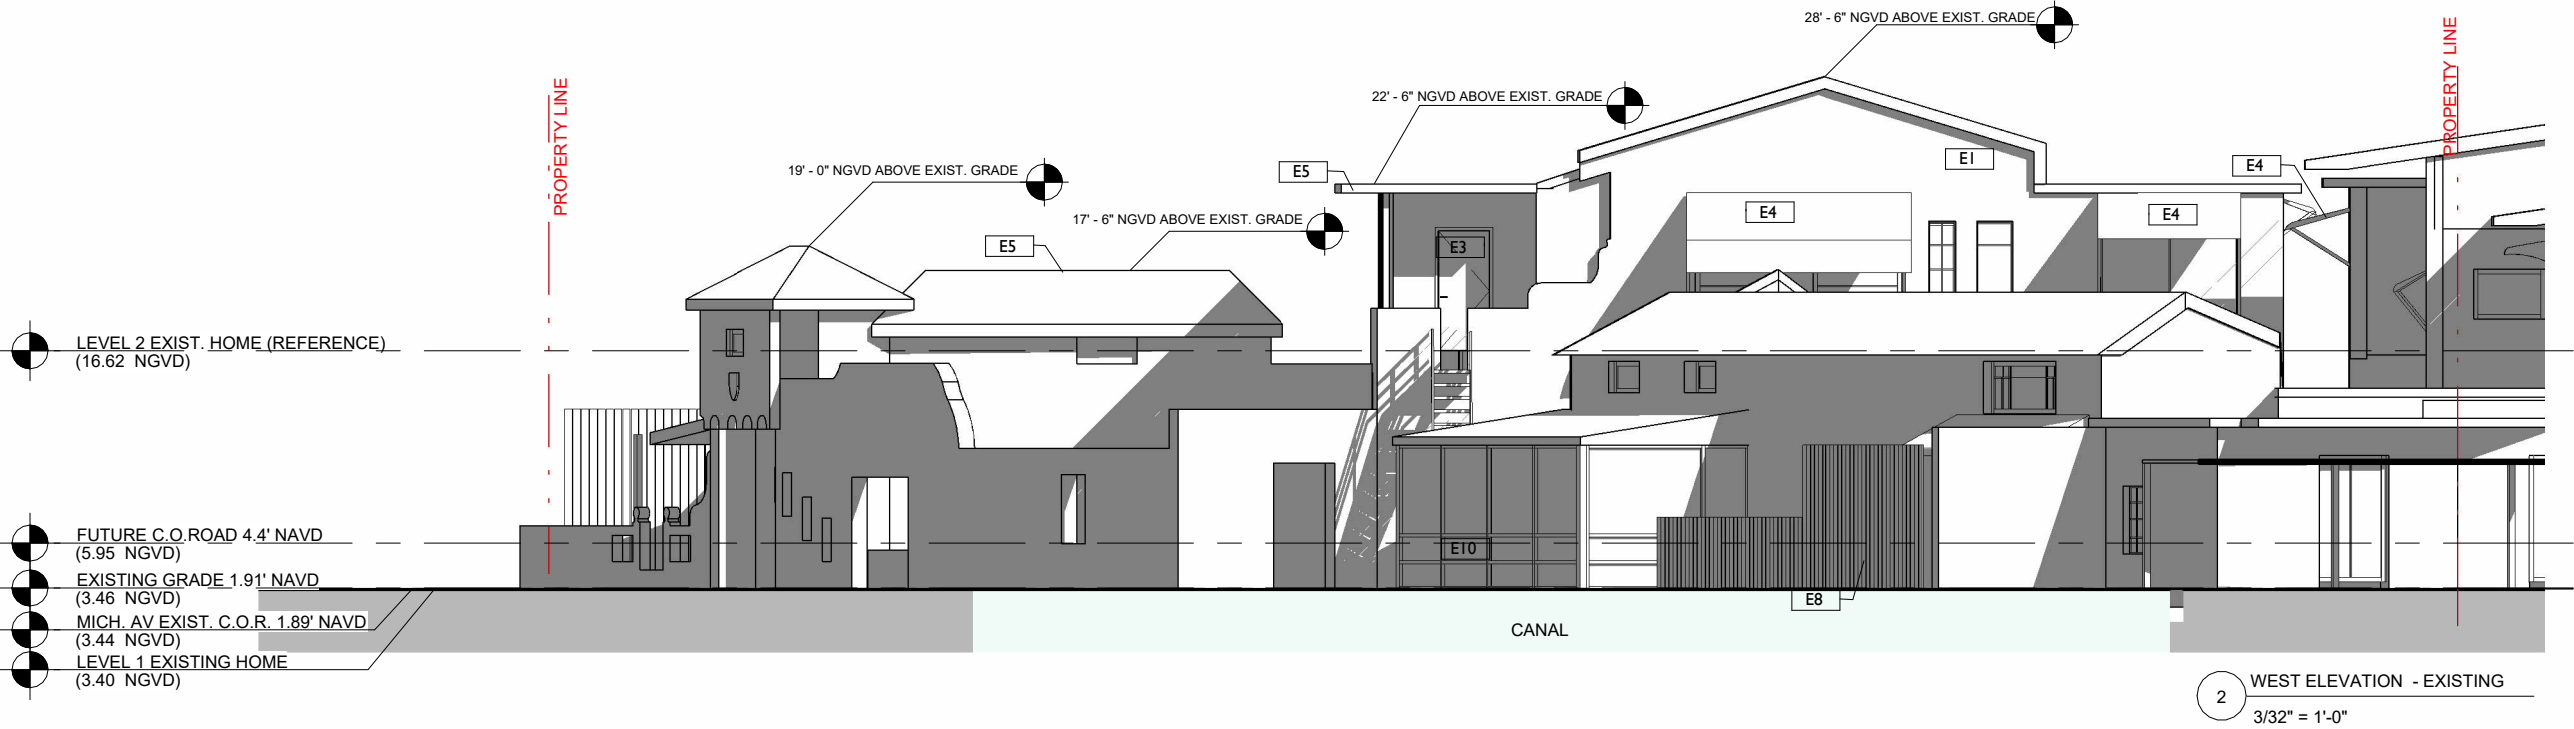 28' - 6" NGVD ABOVE EXIST. GRADE
PROPERTY LINE
PROPERTY LINE
22' - 6" NGVD ABOVE EXIST. GRADE
E1
E4
E5
19' - 0" NGVD ABOVE EXIST. GRADE
E4
E4
17' - 6" NGVD ABOVE EXIST. GRADE
E5
E3
LEVEL 2 EXIST. HOME (REFERENCE)
(16.62 NGVD)
FUTURE C.O.ROAD 4.4' NAVD
(5.95 NGVD)
E10
EXISTING GRADE 1.91' NAVD
(3.46 NGVD)
E8
MICH. AV EXIST. C.O.R. 1.89' NAVD
(3.44 NGVD)
CANAL
LEVEL 1 EXISTING HOME
(3.40 NGVD)
2
WEST ELEVATION - EXISTING
3/32" = 1'-0"